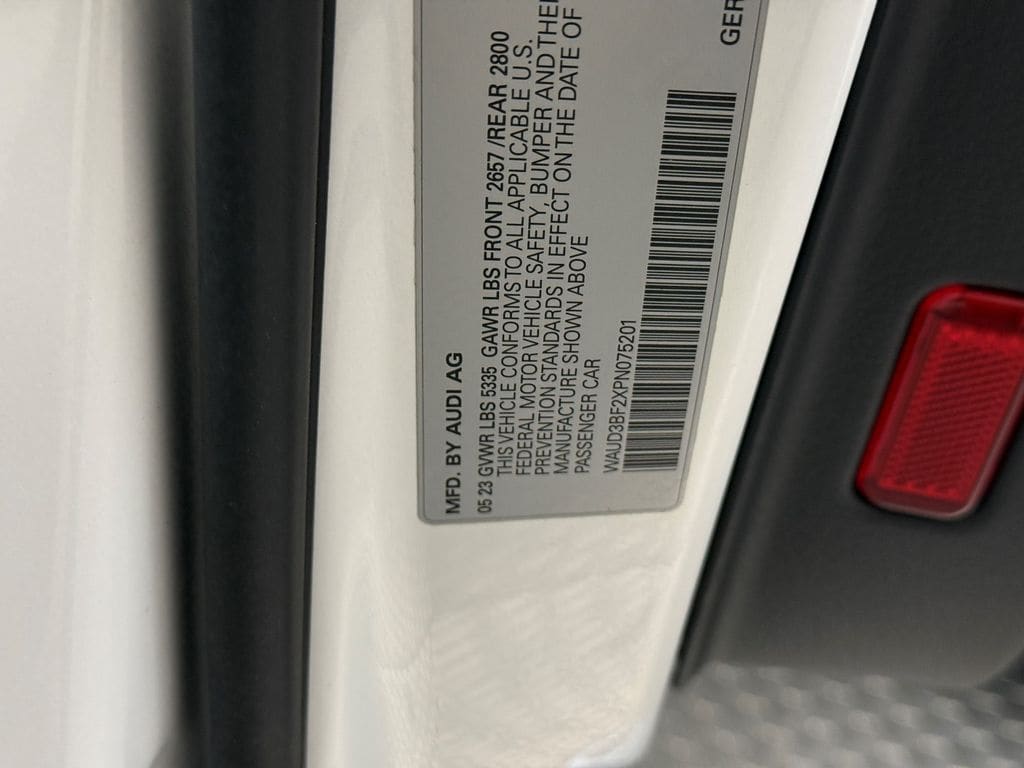 MFD. BY AUDI AG
05 23 GVWR LBS 5335 GAWR LBS FRONT 2657 /REAR 2800
THIS VEHICLE CONFORMS TO ALL APPLICABLE U.S.
FEDERAL MOTOR VEHICLE SAFETY, BUMPER AND THE
PREVENTION STANDARDS IN EFFECT ON THE DATE OF
MANUFACTURE SHOWN ABOVE
PASSENGER CAR
WAUD3BF2XPN075201
GER